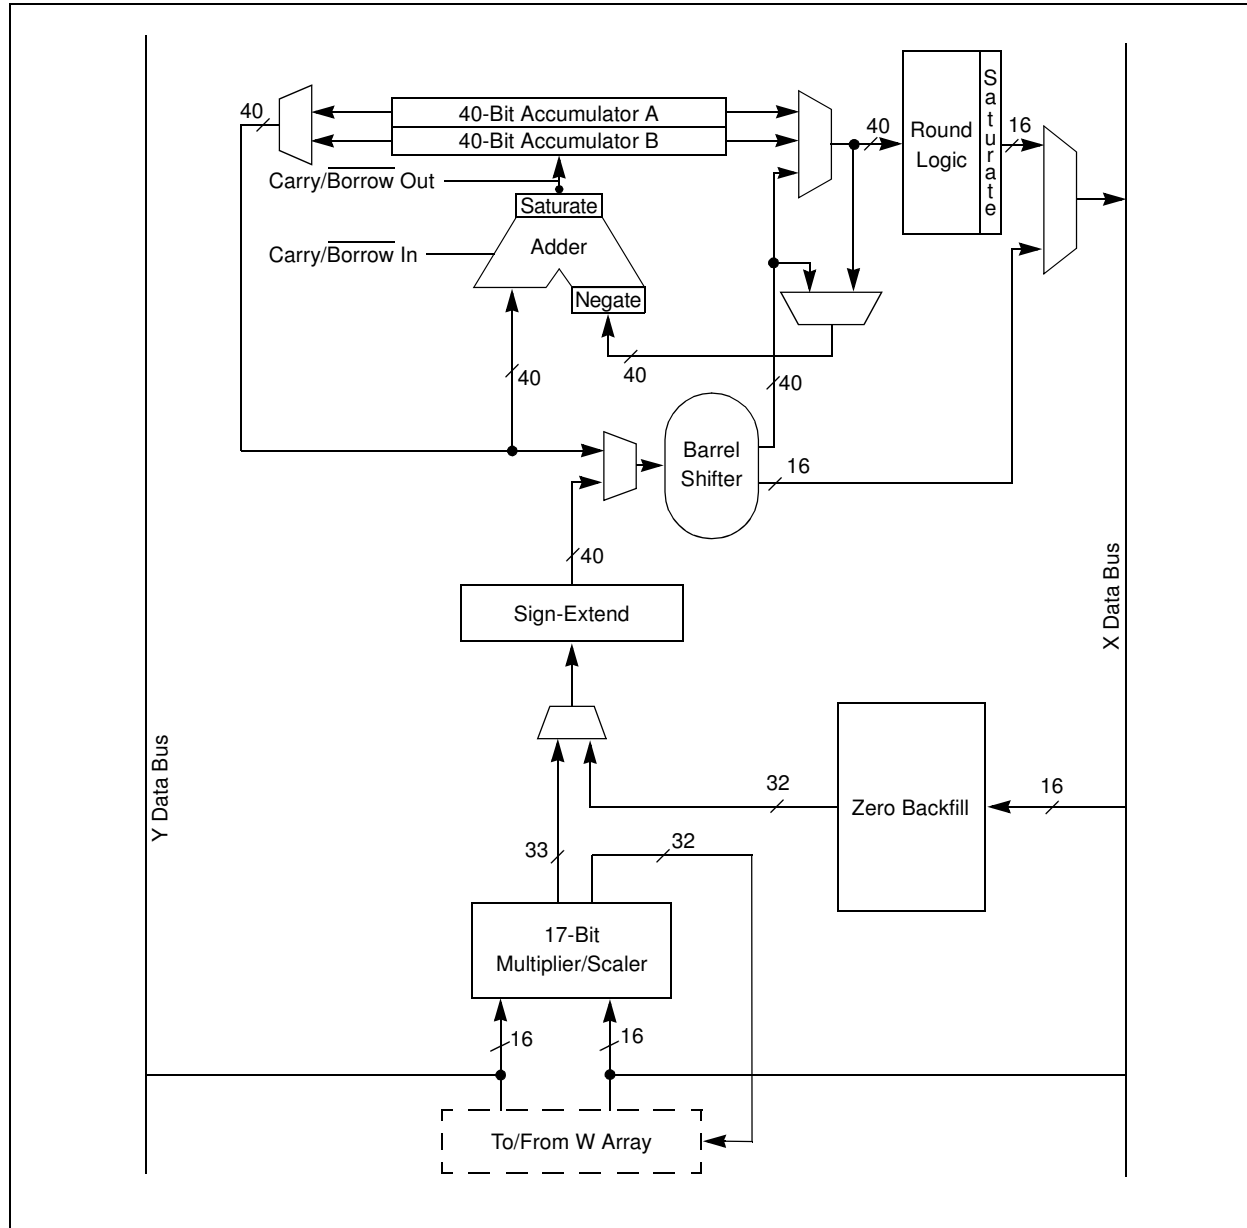 40
40-Bit Accumulator A
40-Bit Accumulator B
40
Round
Logic
Saturate
16
Carry/Borrow Out
Saturate
Carry/Borrow In
Adder
Negate
40
40
40
Barrel
Shifter
16
40
Sign-Extend
X Data Bus
Y Data Bus
32
Zero Backfill
16
33
32
17-Bit
Multiplier/Scaler
16
16
To/From W Array